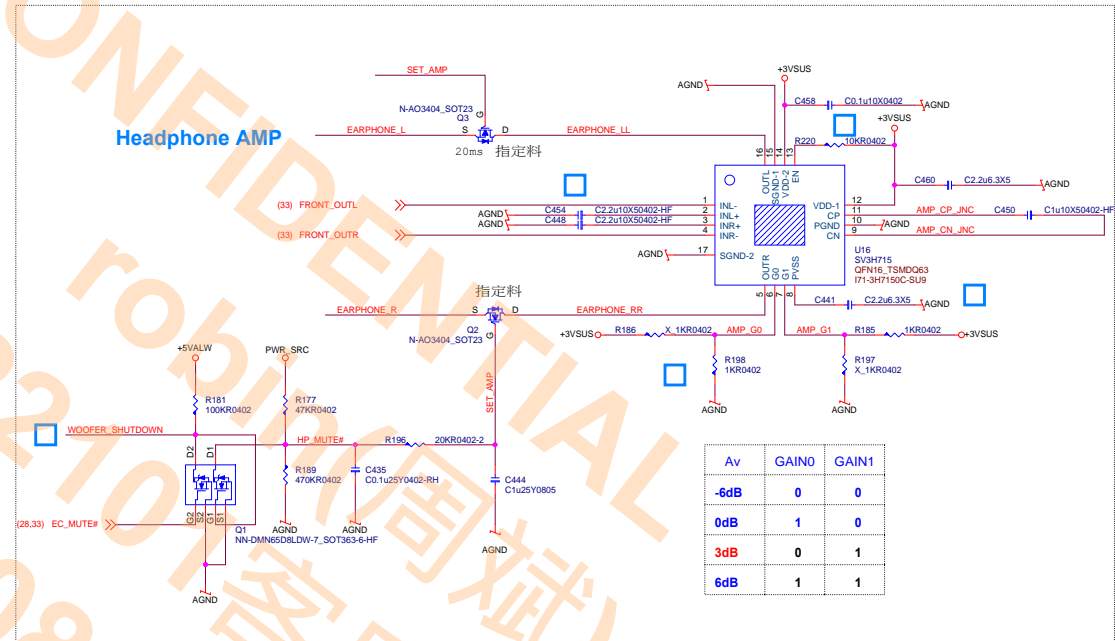 SET_AMP
+3VSUS
AGND
C458
C0.1u10X0402
AGND
N-AO3404_SOT23
Q3
G
+3VSUS
Headphone AMP
EARPHONE_L
S
D
EARPHONE_LL
20ms 指定料
R220
10KR0402
16
15
14
13
OUTL
SGND-1
VDD-2
EN
C460
C2.2u6.3X5
AGND
(33) FRONT_OUTL
1
INL-
VDD-1
12
AGND
C454
C2.2u10X50402-HF
2
INL+
CP
11
AMP_CP_JNC
C450
C1u10X50402-HF
AGND
C448
C2.2u10X50402-HF
3
INR+
PGND
10
AGND
(33) FRONT_OUTR
4
INR-
CN
9
AMP_CN_JNC
AGND
17
SGND-2
U16
SV3H715
QFN16_TSMDQ63
I71-3H7150C-SU9
OUTR
G0
G1
PVSS
5
6
7
8
指定料
C441
C2.2u6.3X5
AGND
EARPHONE_R
S
D
EARPHONE_RR
Q2
G
N-AO3404_SOT23
+3VSUS
R186
X_1KR0402
AMP_G0
AMP_G1
R185
1KR0402
+3VSUS
+5VALW
PWR_SRC
R198
1KR0402
R197
X_1KR0402
SET_AMP
AGND
AGND
R181
100KR0402
R177
47KR0402
WOOFER_SHUTDOWN
HP_MUTE#
R196
20KR0402-2
D2
D1
R189
470KR0402
C435
C0.1u25Y0402-RH
C444
C1u25Y0805
G2
S2
G1
S1
(28,33) EC_MUTE#
Q1
NN-DMN65D8LDW-7_SOT363-6-HF
AGND
AGND
AGND
AGND
Av GAIN0 GAIN1
-6dB 0 0
0dB 1 0
3dB 0 1
6dB 1 1
ONFIDENTIAL
robin(周斌)